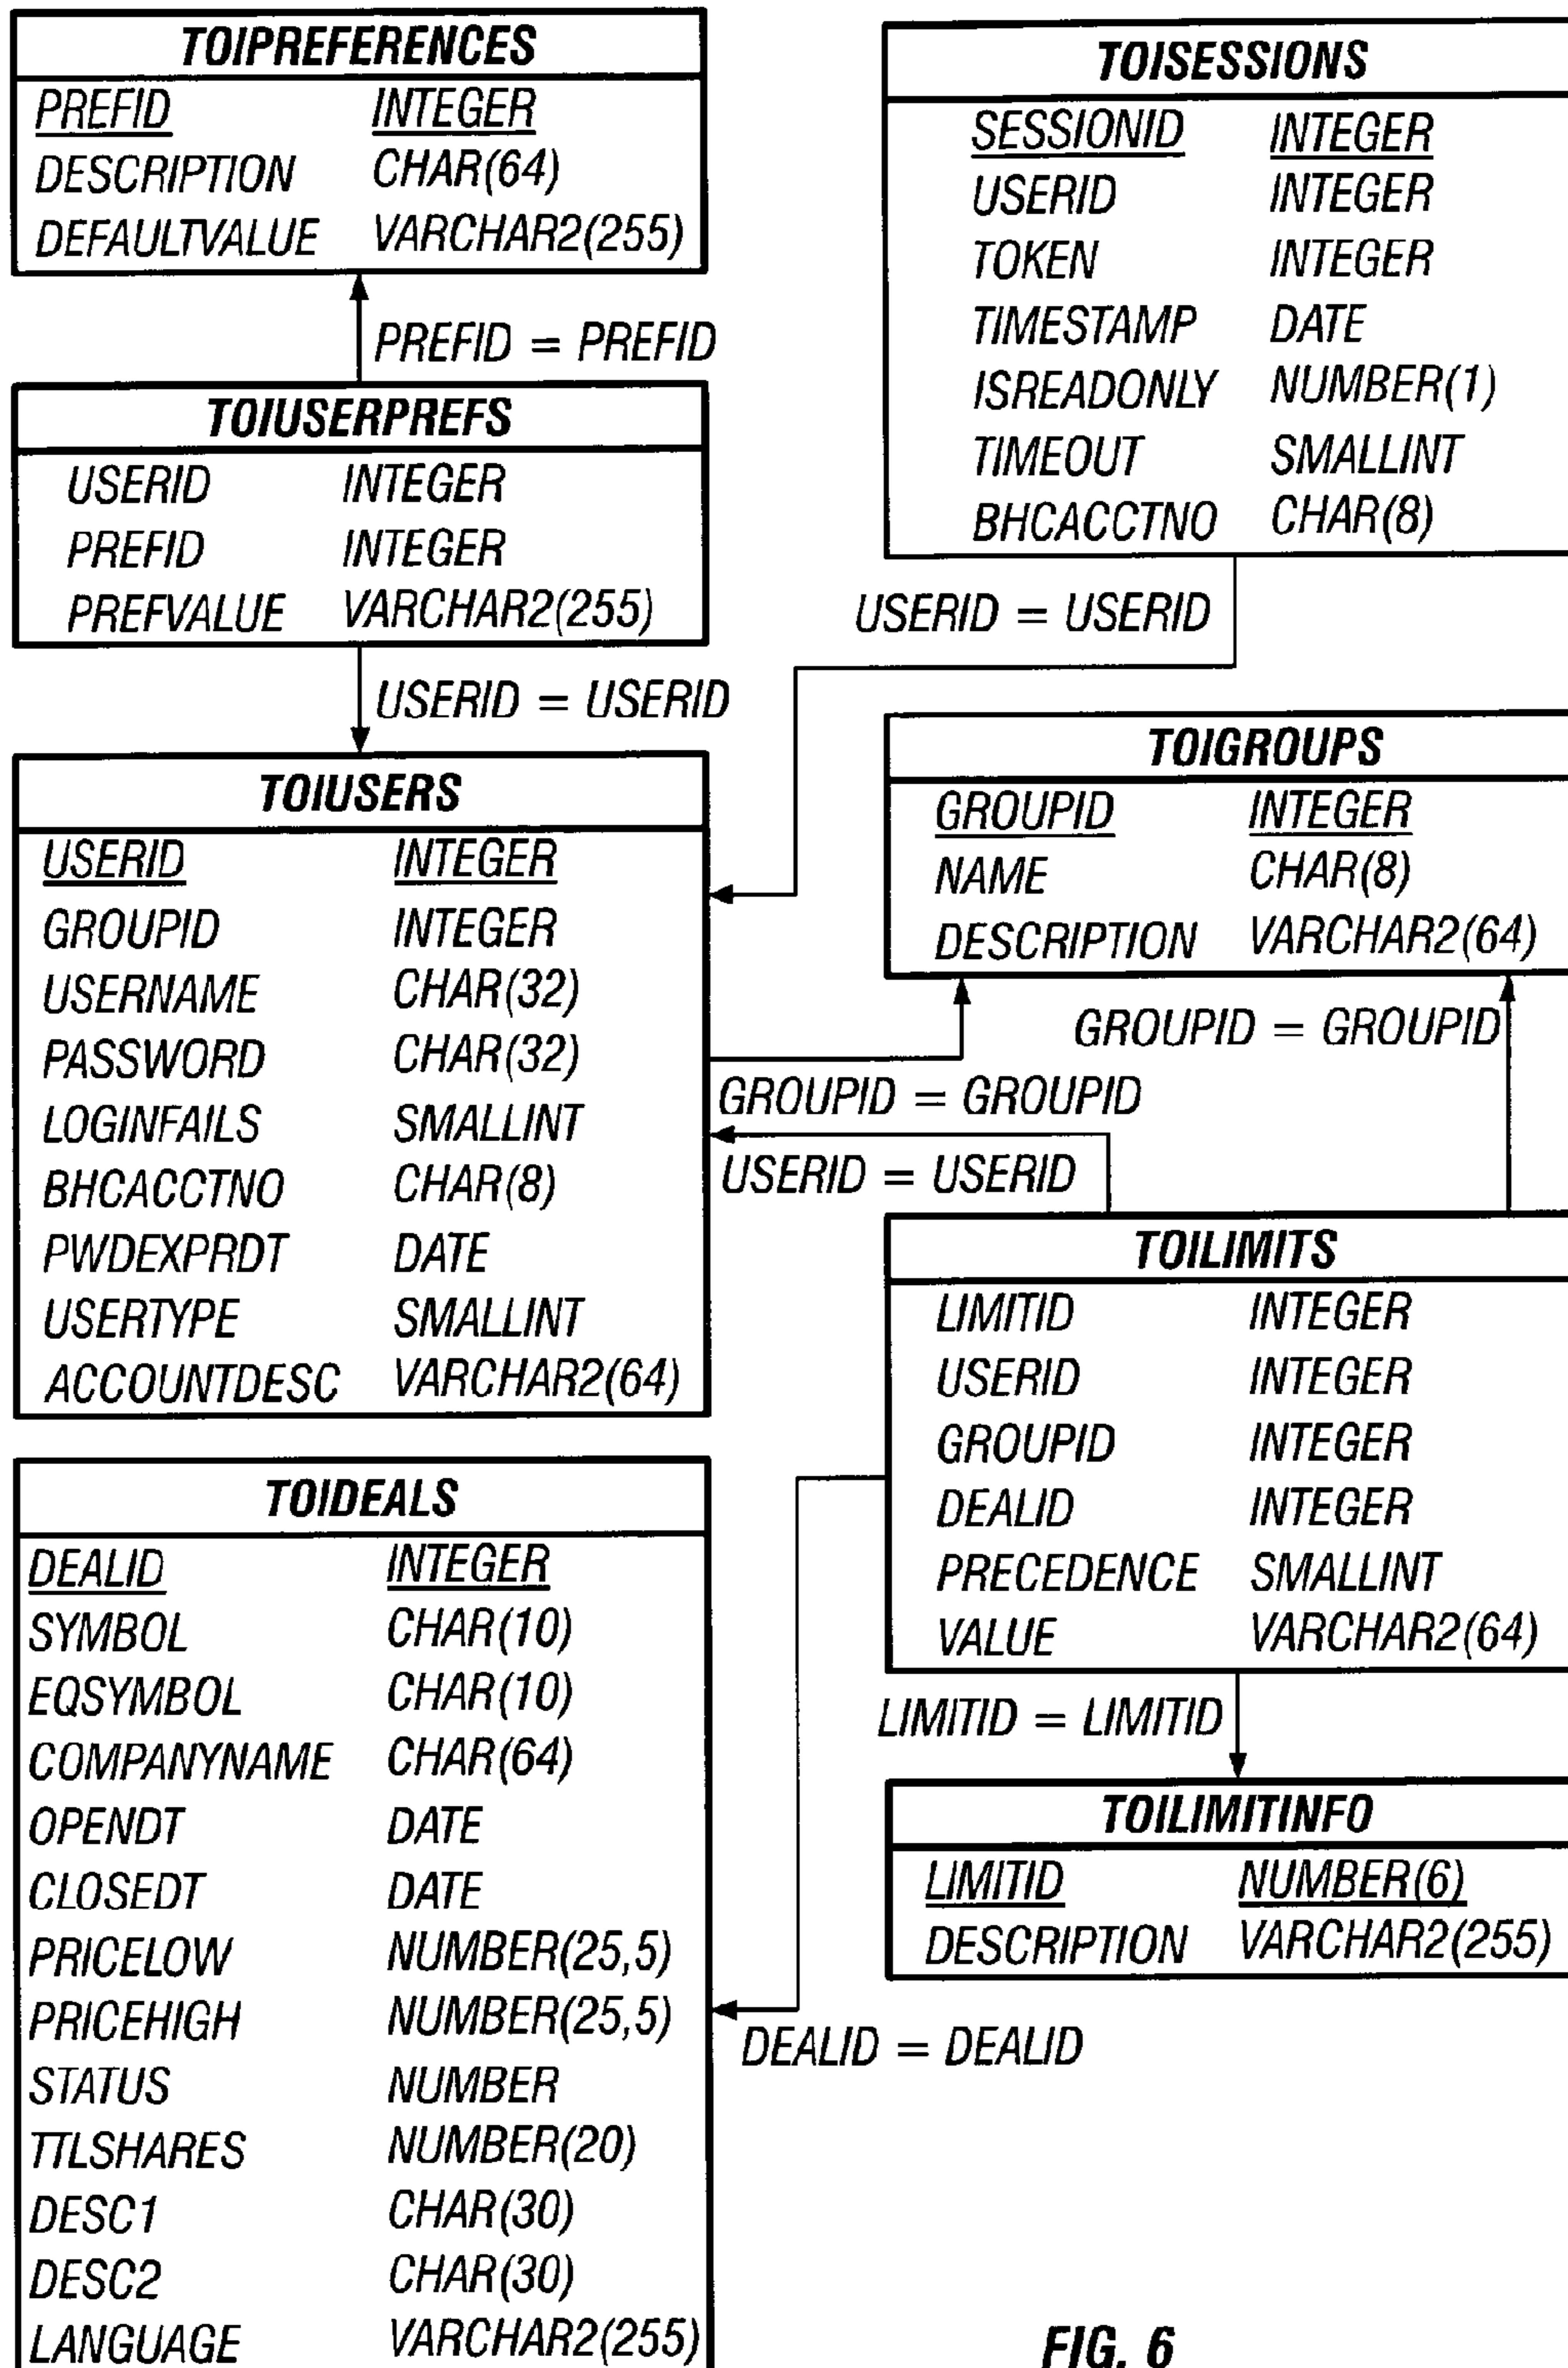 TOIPREFERENCES
PREFID INTEGER
DESCRIPTION CHAR(64)
DEFAULTVALUE VARCHAR2(255)
PREFID = PREFID
TOIUSERPREFS
USERID INTEGER
PREFID INTEGER
PREFVALUE VARCHAR2(255)
USERID = USERID
TOIUSERS
USERID INTEGER
GROUPID INTEGER
USERNAME CHAR(32)
PASSWORD CHAR(32)
LOGINFAILS SMALLINT
BHCACCTNO CHAR(8)
PWDEXPRDT DATE
USERTYPE SMALLINT
ACCOUNTDESC VARCHAR2(64)
TOIDEALS
DEALID INTEGER
SYMBOL CHAR(10)
EQSYMBOL CHAR(10)
COMPANYNAME CHAR(64)
OPENDT DATE
CLOSEDT DATE
PRICELOW NUMBER(25,5)
PRICEHIGH NUMBER(25,5)
STATUS NUMBER
TTLSHARES NUMBER(20)
DESC1 CHAR(30)
DESC2 CHAR(30)
LANGUAGE VARCHAR2(255)
TOISESSIONS
SESSIONID INTEGER
USERID INTEGER
TOKEN INTEGER
TIMESTAMP DATE
ISREADONLY NUMBER(1)
TIMEOUT SMALLINT
BHCACCTNO CHAR(8)
USERID = USERID
TOIGROUPS
GROUPID INTEGER
NAME CHAR(8)
DESCRIPTION VARCHAR2(64)
GROUPID = GROUPID
GROUPID = GROUPID
USERID = USERID
TOILIMITS
LIMITID INTEGER
USERID INTEGER
GROUPID INTEGER
DEALID INTEGER
PRECEDENCE SMALLINT
VALUE VARCHAR2(64)
LIMITID = LIMITID
TOILIMITINFO
LIMITID NUMBER(6)
DESCRIPTION VARCHAR2(255)
DEALID = DEALID
FIG. 6